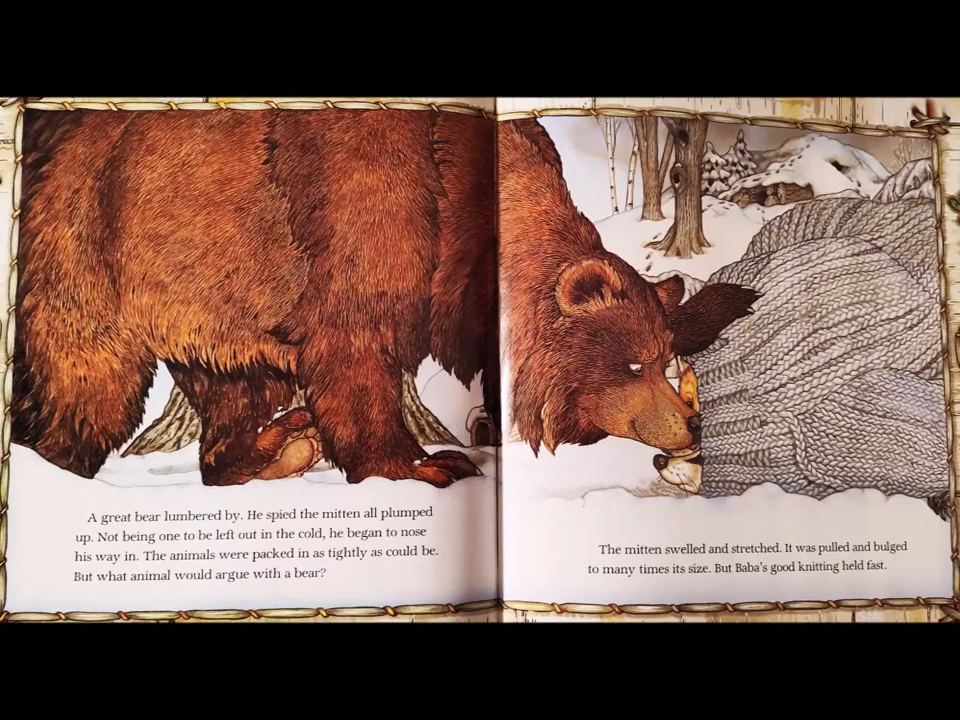 A great bear lumbered by. He spied the mitten all plumped
up. Not being one to be left out in the cold, he began to nose
his way in. The animals were packed in as tightly as could be.
But what animal would argue with a bear?
The mitten swelled and stretched. It was pulled and bulged
to many times its size. But Baba's good knitting held fast.